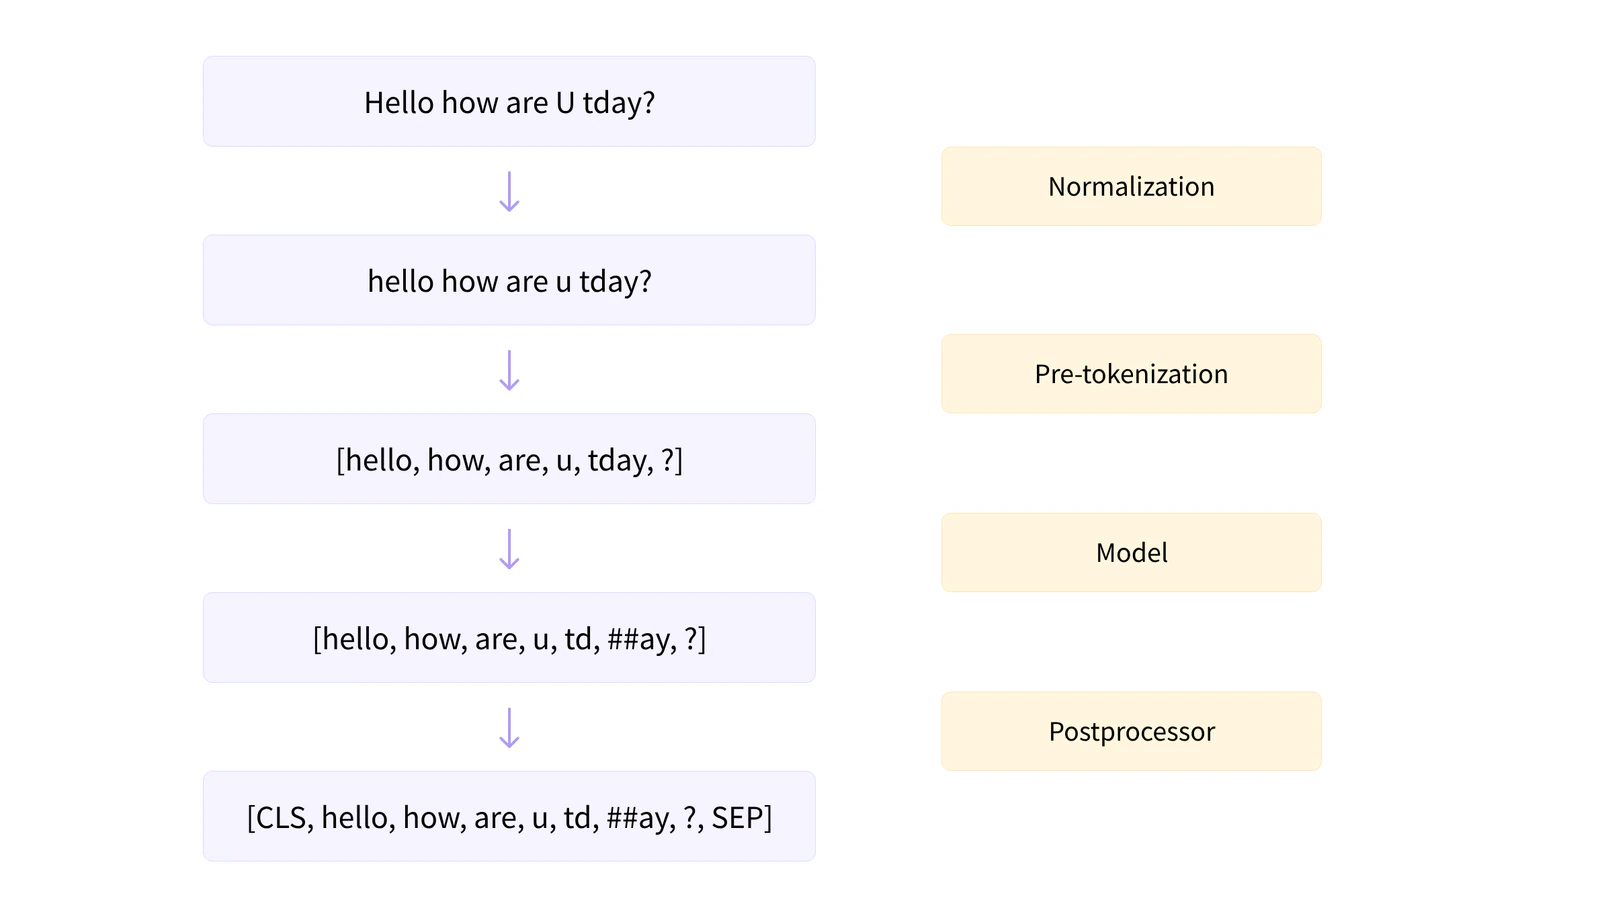 Hello how are U tday?
Normalization
hello how are u tday?
Pre-tokenization
[hello, how, are, u, tday, ?]
Model
[hello, how, are, u, td, ##ay, ?]
Postprocessor
[CLS, hello, how, are, u, td, ##ay, ?, SEP]